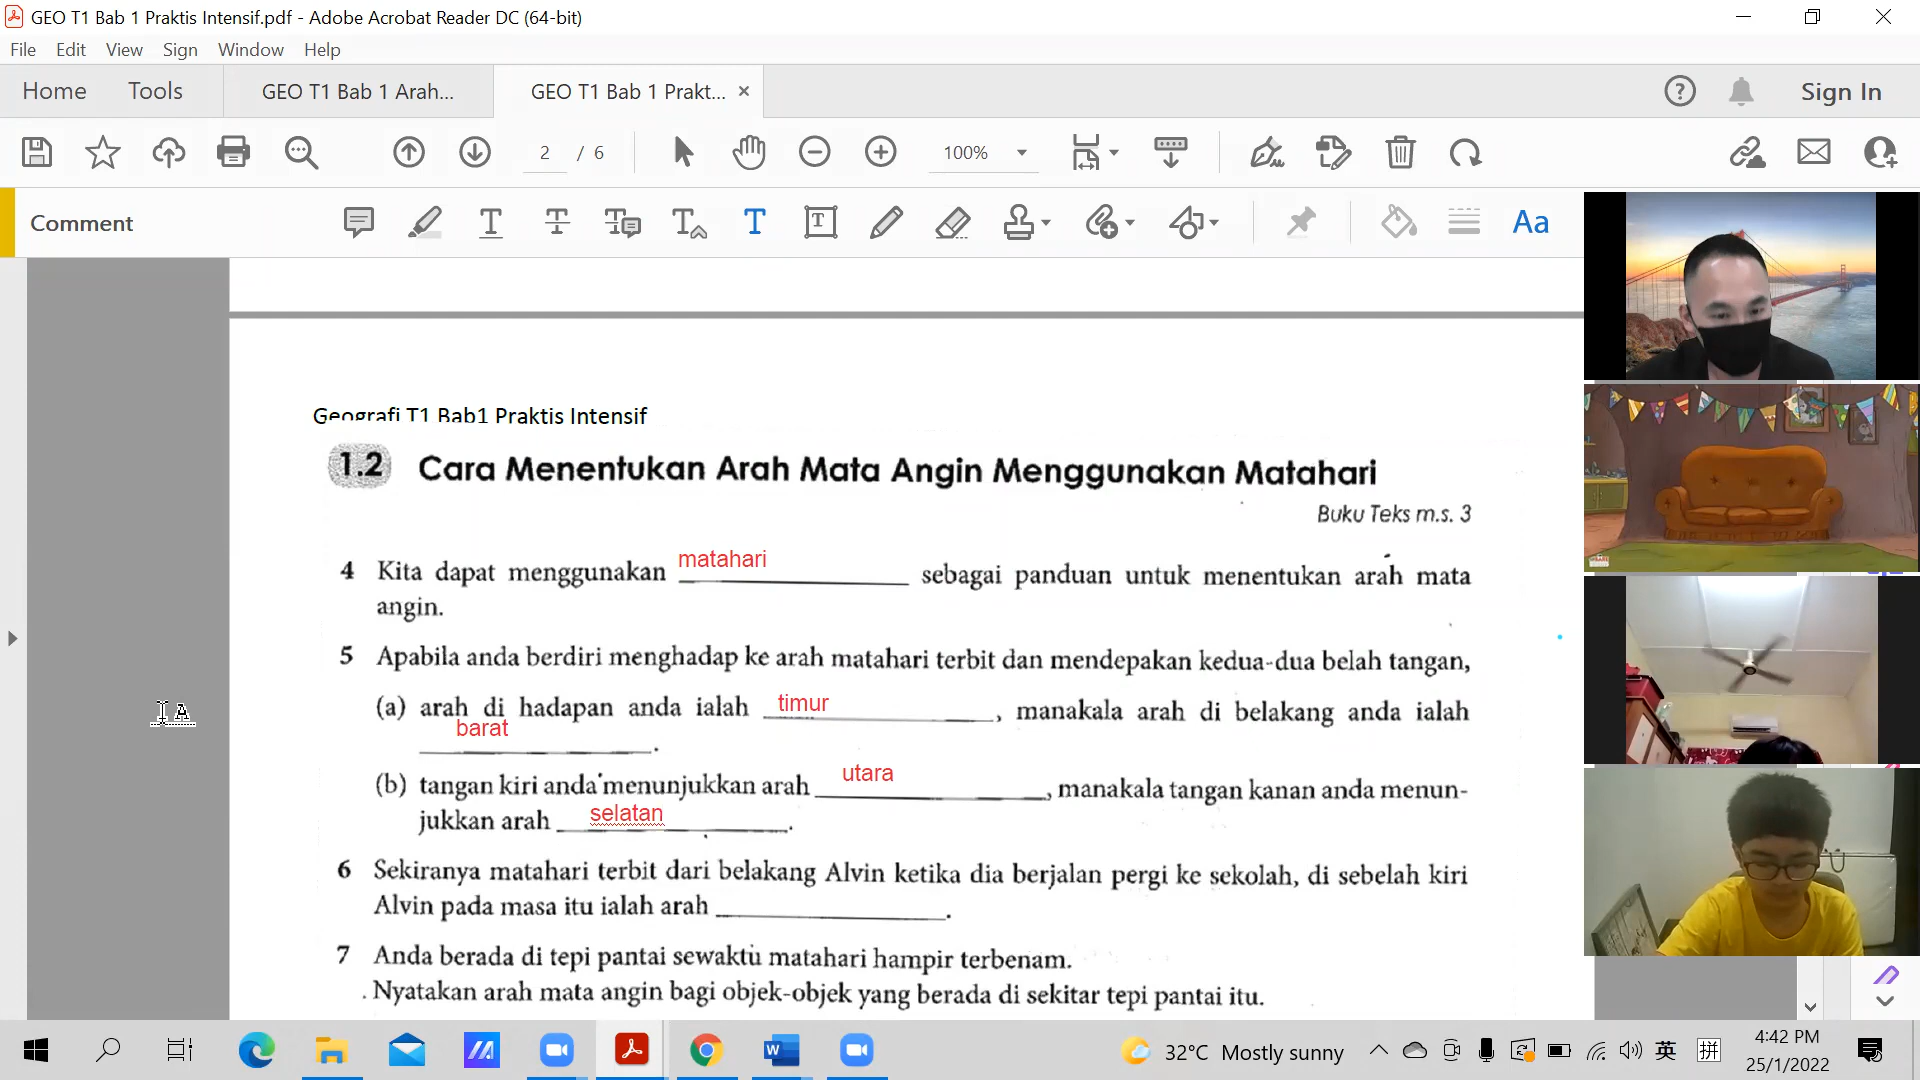 GEO T1 Bab 1 Praktis Intensif.pdf - Adobe Acrobat Reader DC (64-bit)
File Edit View Sign Window Help
Home Tools GEO T1 Bab 1 Arah... GEO T1 Bab 1 Prakt... Sign In
2 / 6 100%
Comment Aa
Geografi T1 Bab1 Praktis Intensif
1.2 Cara Menentukan Arah Mata Angin Menggunakan Matahari
Buku Teks m.s. 3
4 Kita dapat menggunakan matahari sebagai panduan untuk menentukan arah mata
angin.
5 Apabila anda berdiri menghadap ke arah matahari terbit dan mendepakan kedua-dua belah tangan,
(a) arah di hadapan anda ialah timur, manakala arah di belakang anda ialah
barat.
(b) tangan kiri anda menunjukkan arah utara, manakala tangan kanan anda menun-
jukkan arah selatan.
6 Sekiranya matahari terbit dari belakang Alvin ketika dia berjalan pergi ke sekolah, di sebelah kiri
Alvin pada masa itu ialah arah ____________.
7 Anda berada di tepi pantai sewaktu matahari hampir terbenam.
Nyatakan arah mata angin bagi objek-objek yang berada di sekitar tepi pantai itu.
32°C Mostly sunny 英 拼 4:42 PM
25/1/2022